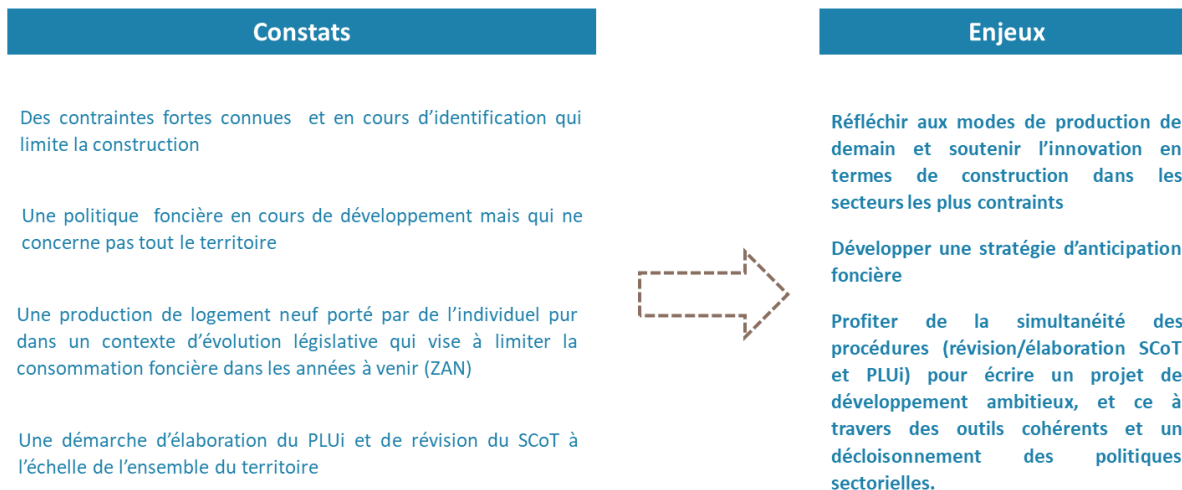 Constats
Des contraintes fortes connues et en cours d’identification qui
limite la construction
Une politique foncière en cours de développement mais qui ne
concerne pas tout le territoire
Une production de logement neuf porté par de l’individuel pur
dans un contexte d’évolution législative qui vise à limiter la
consommation foncière dans les années à venir (ZAN)
Une démarche d’élaboration du PLUi et de révision du SCoT à
l’échelle de l’ensemble du territoire
Enjeux
Réfléchir aux modes de production de
demain et soutenir l’innovation en
termes de construction dans les
secteurs les plus contraints
Développer une stratégie d’anticipation
foncière
Profiter de la simultanéité des
procédures (révision/élaboration SCoT
et PLUi) pour écrire un projet de
développement ambitieux, et ce à
travers des outils cohérents et un
décloisonnement des politiques
sectorielles.